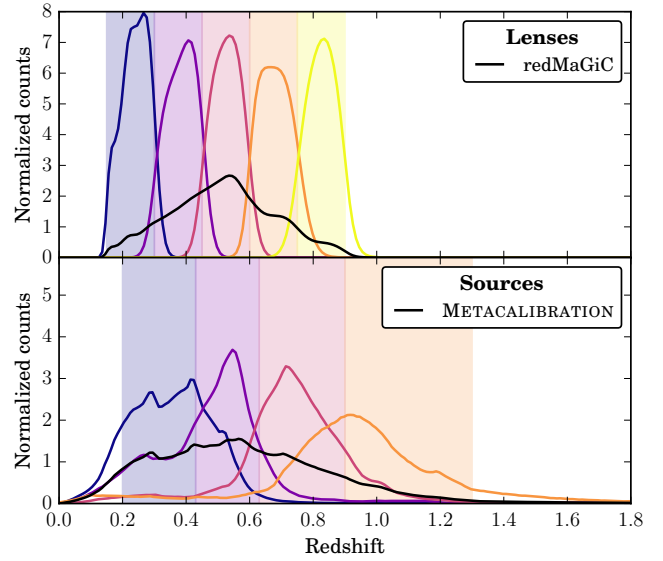 8
7
6
5
4
3
2
1
0
Normalized counts
Lenses
redMaGiC
5
4
3
2
1
0
Normalized counts
Sources
METACALIBRATION
0.0 0.2 0.4 0.6 0.8 1.0 1.2 1.4 1.6 1.8
Redshift